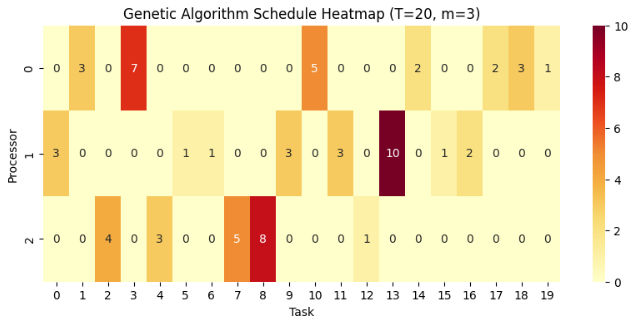 Genetic Algorithm Schedule Heatmap (T=20, m=3)
10
0 0 3 0 7 0 0 0 0 0 0 5 0 0 0 2 0 0 2 3 1
8
6
Processor
1 3 0 0 0 0 1 1 0 0 3 0 3 0 10 0 1 2 0 0 0
4
2 0 0 4 0 3 0 0 5 8 0 0 0 1 0 0 0 0 0 0 0
2
0
0 1 2 3 4 5 6 7 8 9 10 11 12 13 14 15 16 17 18 19
Task